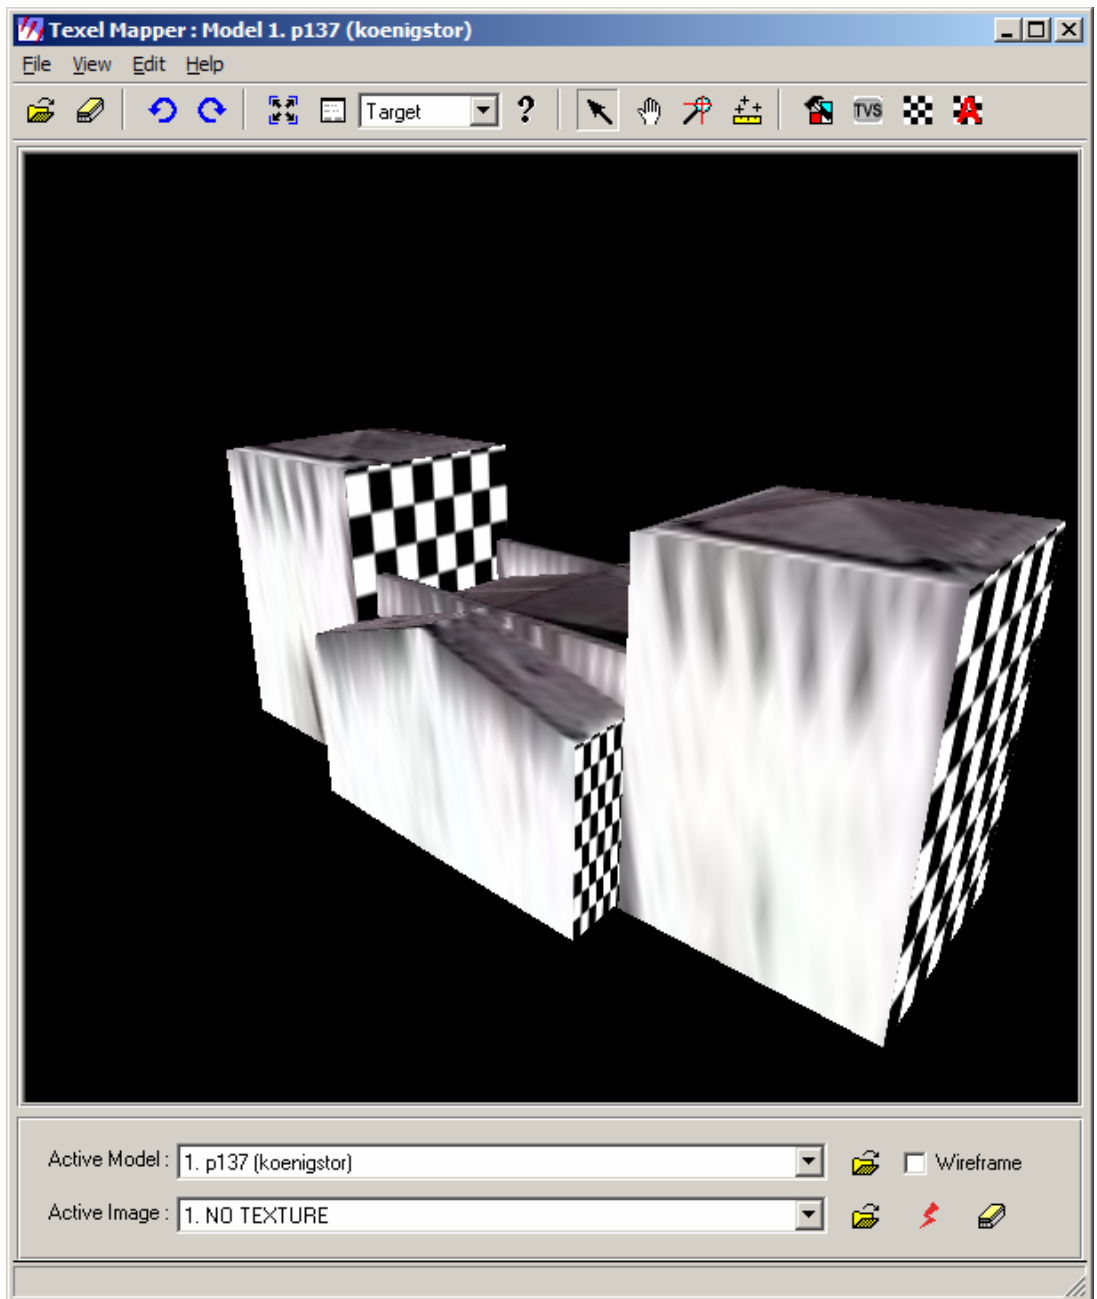 Texel Mapper : Model 1. p137 (koenigstor)
File View Edit Help
Target ? TVS A
Active Model : 1. p137 (koenigstor) Wireframe
Active Image : 1. NO TEXTURE